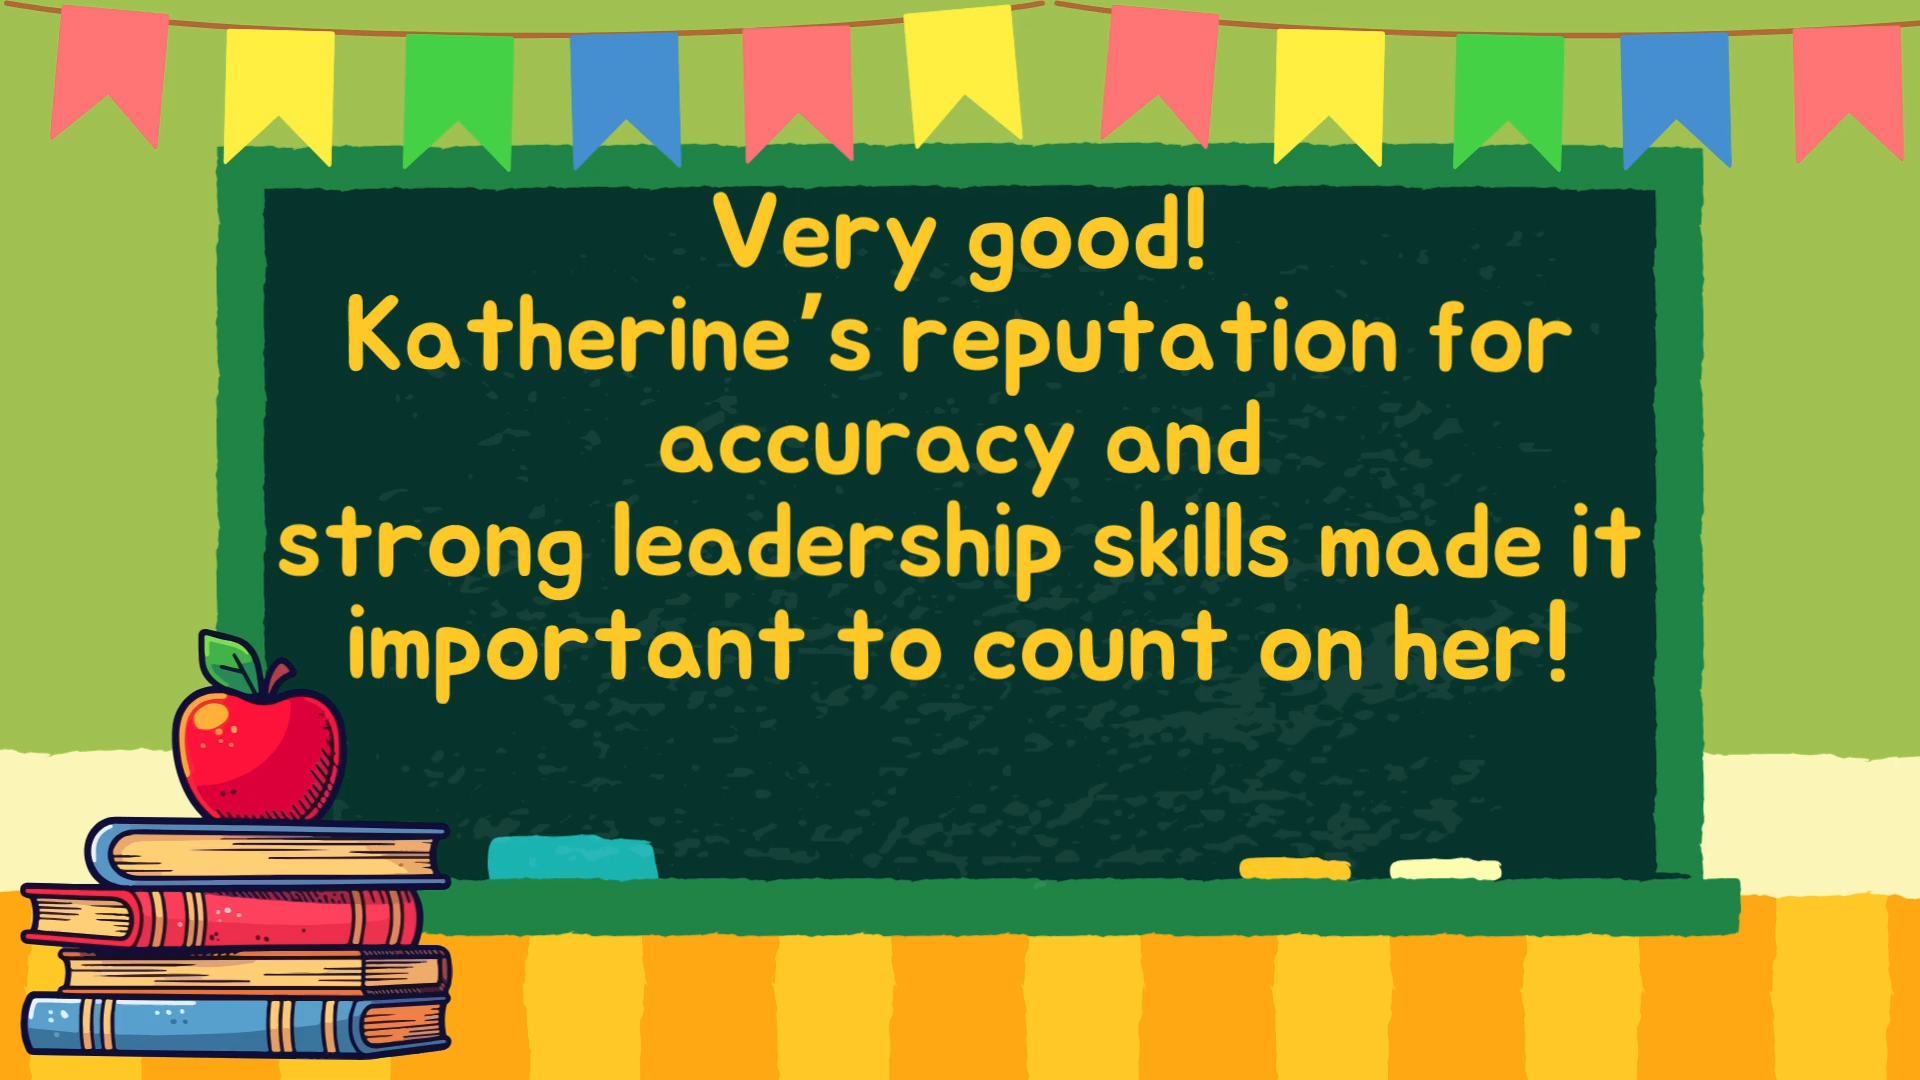 Very good!
Katherine’s reputation for
accuracy and
strong leadership skills made it
important to count on her!